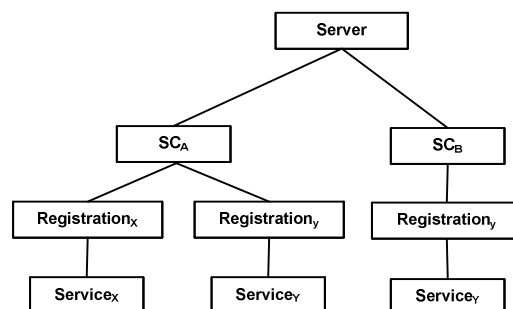 Server
SC_A
SC_B
Registration_X
Registration_y
Registration_y
Service_X
Service_Y
Service_Y